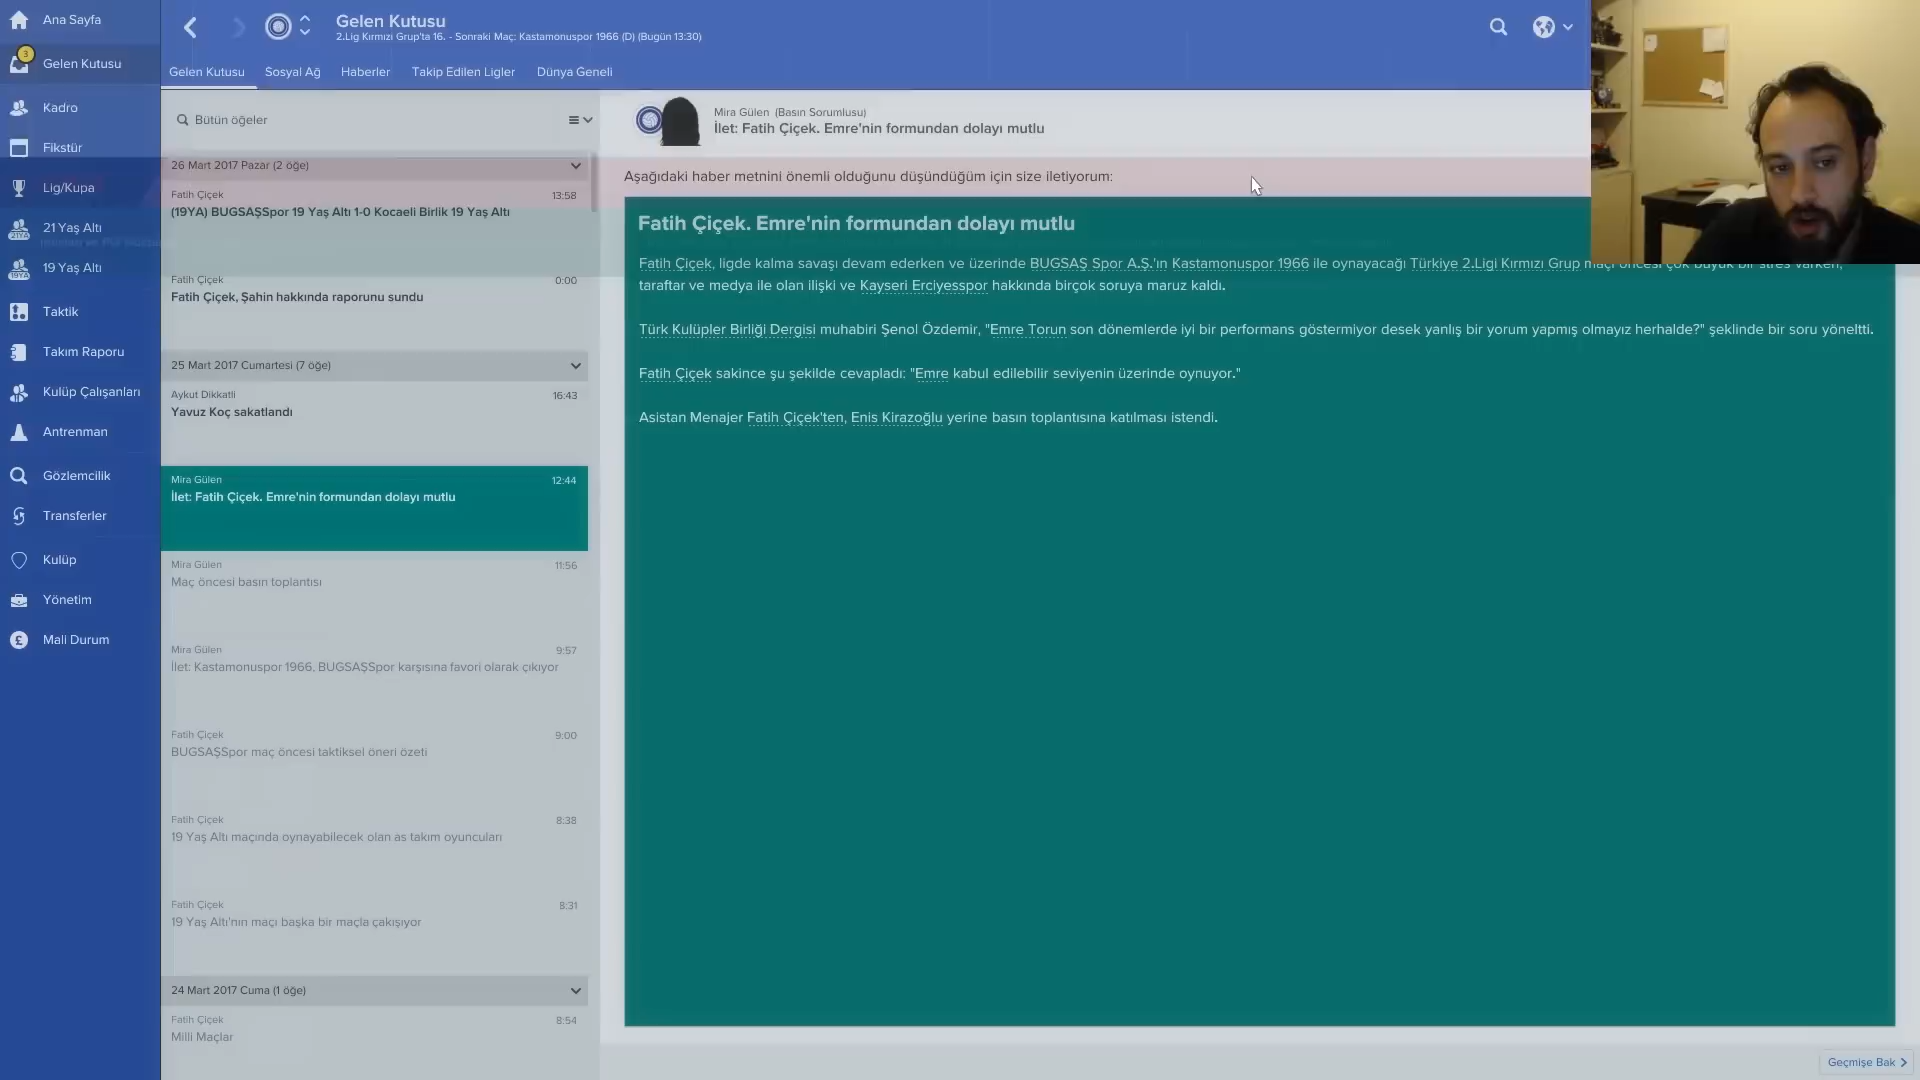 Ana Sayfa
3
Gelen Kutusu
Kadro
Fikstür
Lig/Kupa
21 Yaş Altı
19 Yaş Altı
Taktik
Takım Raporu
Kulüp Çalışanları
Antrenman
Gözlemcilik
Transferler
Kulüp
Yönetim
Mali Durum
Gelen Kutusu
2.Lig Kırmızı Grup'ta 16. - Sonraki Maç: Kastamonuspor 1966 (D) (Bugün 13:30)
Gelen Kutusu Sosyal Ağ Haberler Takip Edilen Ligler Dünya Geneli
Bütün öğeler
26 Mart 2017 Pazar (2 öğe)
Fatih Çiçek 13:58
(19YA) BUGSAŞSpor 19 Yaş Altı 1-0 Kocaeli Birlik 19 Yaş Altı
Fatih Çiçek 0:00
Fatih Çiçek, Şahin hakkında raporunu sundu
25 Mart 2017 Cumartesi (7 öğe)
Aykut Dikkatli 16:43
Yavuz Koç sakatlandı
Mira Gülen 12:44
İlet: Fatih Çiçek. Emre'nin formundan dolayı mutlu
Mira Gülen 11:56
Maç öncesi basın toplantısı
Mira Gülen 9:57
İlet: Kastamonuspor 1966, BUGSAŞSpor karşısına favori olarak çıkıyor
Fatih Çiçek 9:00
BUGSAŞSpor maç öncesi taktiksel öneri özeti
Fatih Çiçek 8:38
19 Yaş Altı maçında oynayabilecek olan as takım oyuncuları
Fatih Çiçek 8:31
19 Yaş Altı'nın maçı başka bir maçla çakışıyor
24 Mart 2017 Cuma (1 öğe)
Fatih Çiçek 8:54
Milli Maçlar
Mira Gülen (Basın Sorumlusu)
İlet: Fatih Çiçek. Emre'nin formundan dolayı mutlu
Aşağıdaki haber metnini önemli olduğunu düşündüğüm için size iletiyorum:
Fatih Çiçek. Emre'nin formundan dolayı mutlu
Fatih Çiçek, ligde kalma savaşı devam ederken ve üzerinde BUGSAŞ Spor A.Ş.'ın Kastamonuspor 1966 ile oynayacağı Türkiye 2.Ligi Kırmızı Grup maçı öncesi çok büyük bir stres varken,
taraftar ve medya ile olan ilişki ve Kayseri Erciyesspor hakkında birçok soruya maruz kaldı.
Türk Kulüpler Birliği Dergisi muhabiri Şenol Özdemir, "Emre Torun son dönemlerde iyi bir performans göstermiyor desek yanlış bir yorum yapmış olmayız herhalde?" şeklinde bir soru yöneltti.
Fatih Çiçek sakince şu şekilde cevapladı: "Emre kabul edilebilir seviyenin üzerinde oynuyor."
Asistan Menajer Fatih Çiçek'ten, Enis Kirazoğlu yerine basın toplantısına katılması istendi.
Geçmişe Bak